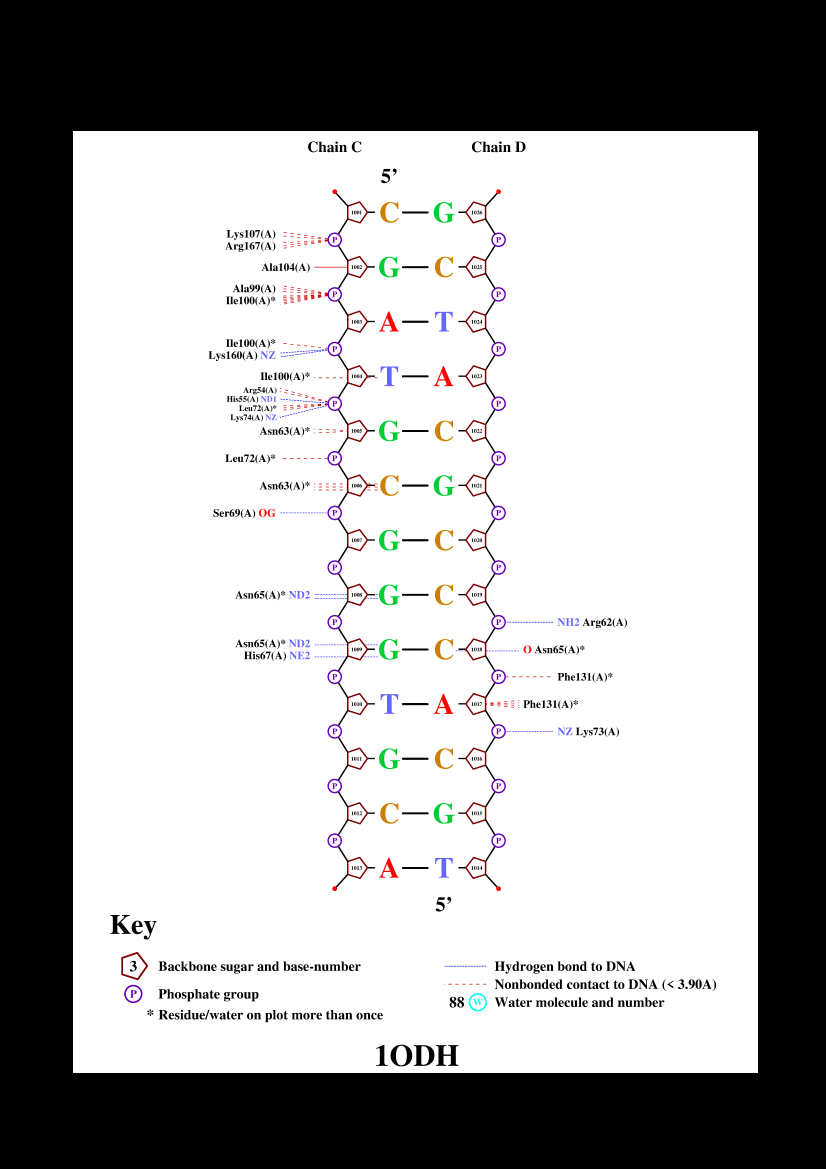 Chain C Chain D
5’
1001 C G 1026
P P
Lys107(A)
Arg167(A)
Ala104(A) 1002 G C 1025
Ala99(A)
Ile100(A)* P P
1003 A T 1024
Ile100(A)*
Lys160(A) NZ P P
Ile100(A)* 1004 T A 1023
Arg54(A)
His55(A) ND1
Leu72(A)* P P
Lys74(A) NZ
Asn63(A)* 1005 G C 1022
Leu72(A)* P P
Asn63(A)* 1006 C G 1021
Ser69(A) OG P P
1007 G C 1020
P P
Asn65(A)* ND2 1008 G C 1019
P P NH2 Arg62(A)
Asn65(A)* ND2
His67(A) NE2 1009 G C 1018 O Asn65(A)*
P P Phe131(A)*
1010 T A 1017 Phe131(A)*
P P NZ Lys73(A)
1011 G C 1016
P P
1012 C G 1015
P P
1013 A T 1014
5’
Key
3 Backbone sugar and base-number
P Phosphate group
* Residue/water on plot more than once
Hydrogen bond to DNA
Nonbonded contact to DNA (< 3.90A)
88 W Water molecule and number
1ODH